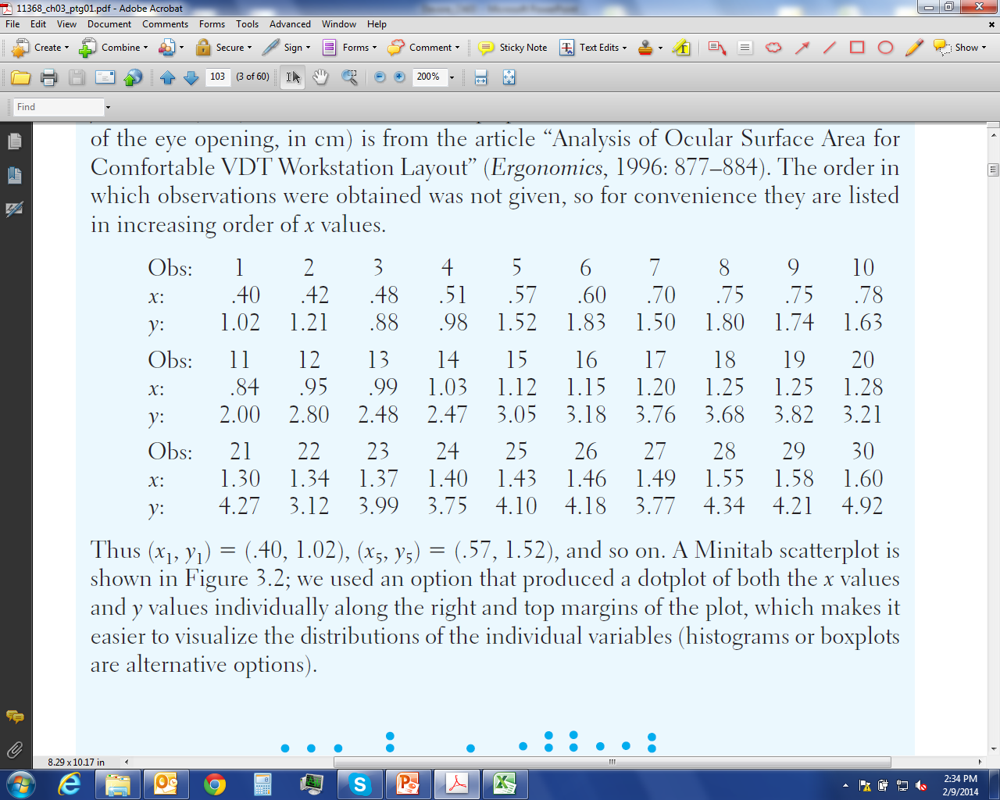 11368_ch03_ptg01.pdf - Adobe Acrobat
File Edit View Document Comments Forms Tools Advanced Window Help
Create Combine Secure Sign Forms Comment Sticky Note Text Edits Show
103 (3 of 60) 200%
Find
of the eye opening, in cm) is from the article “Analysis of Ocular Surface Area for
Comfortable VDT Workstation Layout” (Ergonomics, 1996: 877–884). The order in
which observations were obtained was not given, so for convenience they are listed
in increasing order of x values.
Obs: 1 2 3 4 5 6 7 8 9 10
x: .40 .42 .48 .51 .57 .60 .70 .75 .75 .78
y: 1.02 1.21 .88 .98 1.52 1.83 1.50 1.80 1.74 1.63
Obs: 11 12 13 14 15 16 17 18 19 20
x: .84 .95 .99 1.03 1.12 1.15 1.20 1.25 1.25 1.28
y: 2.00 2.80 2.48 2.47 3.05 3.18 3.76 3.68 3.82 3.21
Obs: 21 22 23 24 25 26 27 28 29 30
x: 1.30 1.34 1.37 1.40 1.43 1.46 1.49 1.55 1.58 1.60
y: 4.27 3.12 3.99 3.75 4.10 4.18 3.77 4.34 4.21 4.92
Thus (x₁, y₁) = (.40, 1.02), (x₅, y₅) = (.57, 1.52), and so on. A Minitab scatterplot is
shown in Figure 3.2; we used an option that produced a dotplot of both the x values
and y values individually along the right and top margins of the plot, which makes it
easier to visualize the distributions of the individual variables (histograms or boxplots
are alternative options).
8.29 x 10.17 in
2:34 PM
2/9/2014